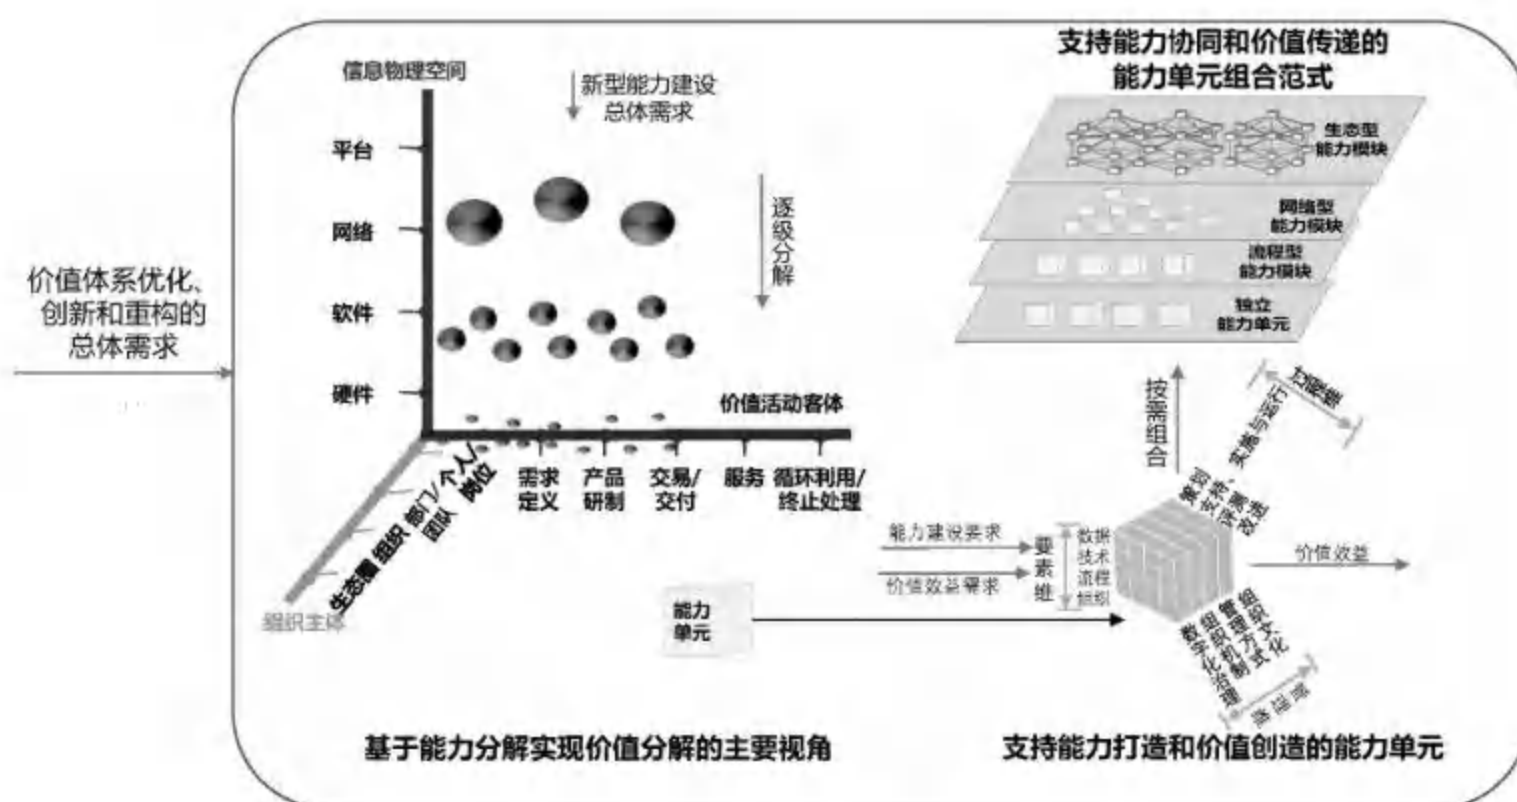 价值体系优化、
创新和重构的
总体需求
信息物理空间
新型能力建设
总体需求
平台
网络
软件
硬件
逐级分解
价值活动客体
需求
定义
产品
研制
交易/
交付
服务
循环利用/
终止处理
个人/
岗位
部门/
团队
组织
生态圈
组织主体
基于能力分解实现价值分解的主要视角
支持能力协同和价值传递的
能力单元组合范式
生态型
能力模块
网络型
能力模块
流程型
能力模块
独立
能力单元
按需组合
过程维
策划
支持、实施与运行
评测
改进
能力建设要求
价值效益需求
要素维
数据
技术
流程
组织
能力
单元
价值效益
数字化治理
组织机制
管理方式
组织文化
支持能力打造和价值创造的能力单元